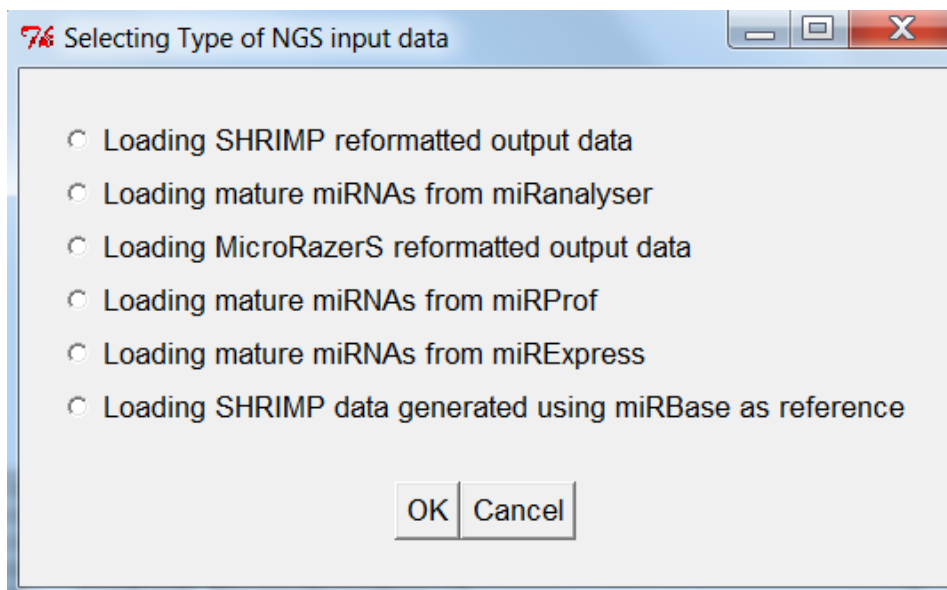 Selecting Type of NGS input data
Loading SHRIMP reformatted output data
Loading mature miRNAs from miRanalyser
Loading MicroRazerS reformatted output data
Loading mature miRNAs from miRProf
Loading mature miRNAs from miRExpress
Loading SHRIMP data generated using miRBase as reference
OK Cancel